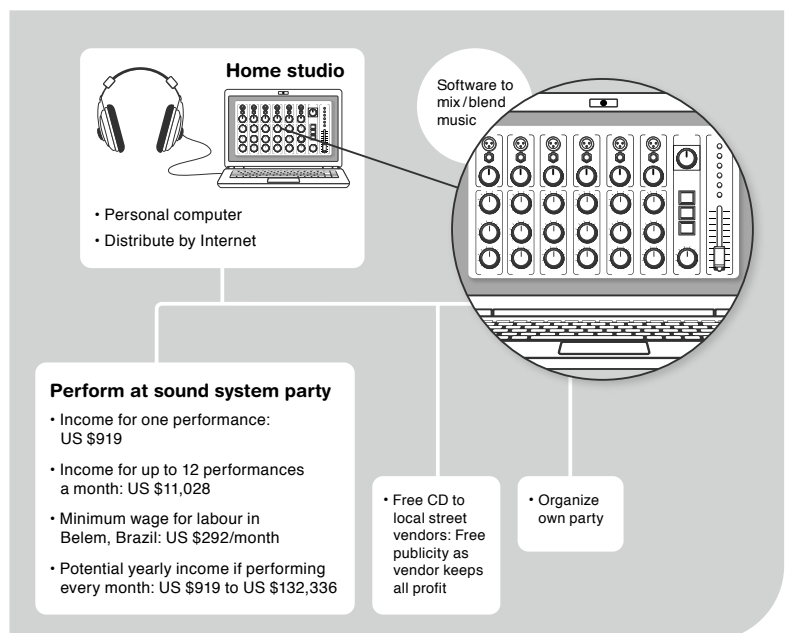 Home studio
• Personal computer
• Distribute by Internet
Software to
mix/blend
music
Perform at sound system party
• Income for one performance:
US $919
• Income for up to 12 performances
a month: US $11,028
• Minimum wage for labour in
Belem, Brazil: US $292/month
• Potential yearly income if performing
every month: US $919 to US $132,336
• Free CD to
local street
vendors: Free
publicity as
vendor keeps
all profit
• Organize
own party